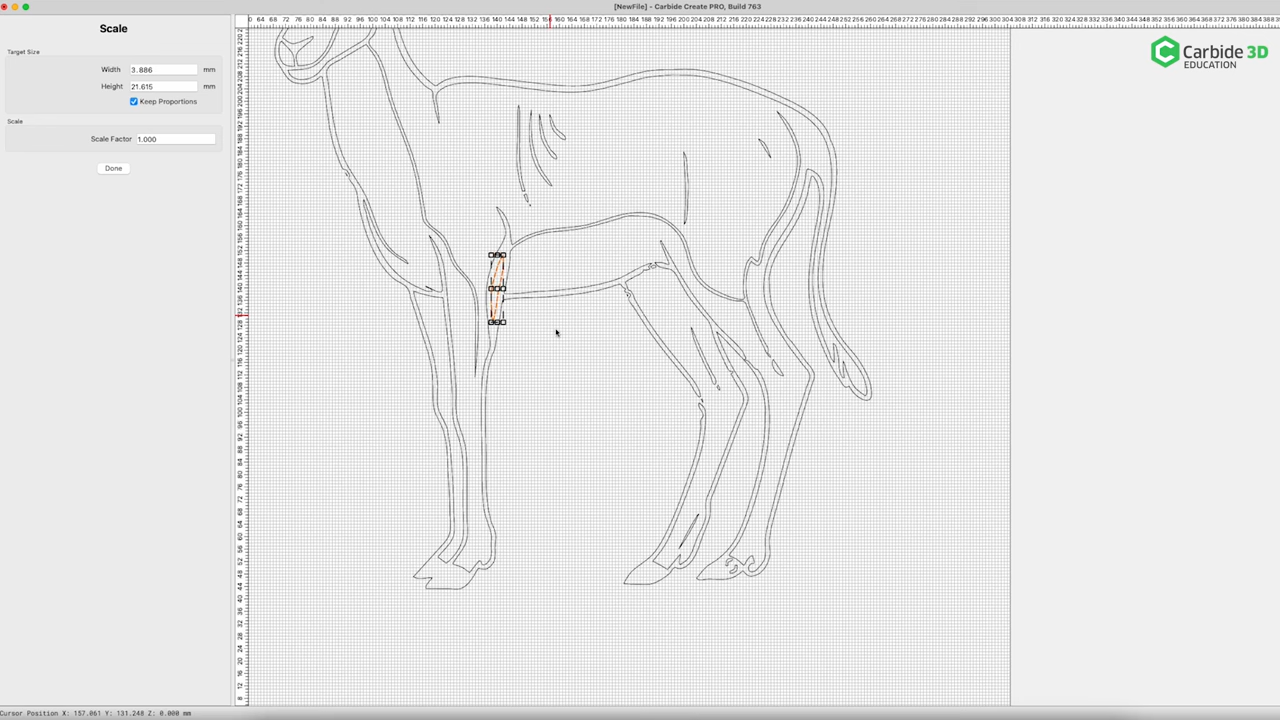 [NewFile] - Carbide Create PRO, Build 763
Scale
Target Size
Width 3.886 mm
Height 21.615 mm
Keep Proportions
Scale
Scale Factor 1.000
Done
Carbide 3D
EDUCATION
Cursor Position X: 157.061 Y: 131.248 Z: 0.000 mm